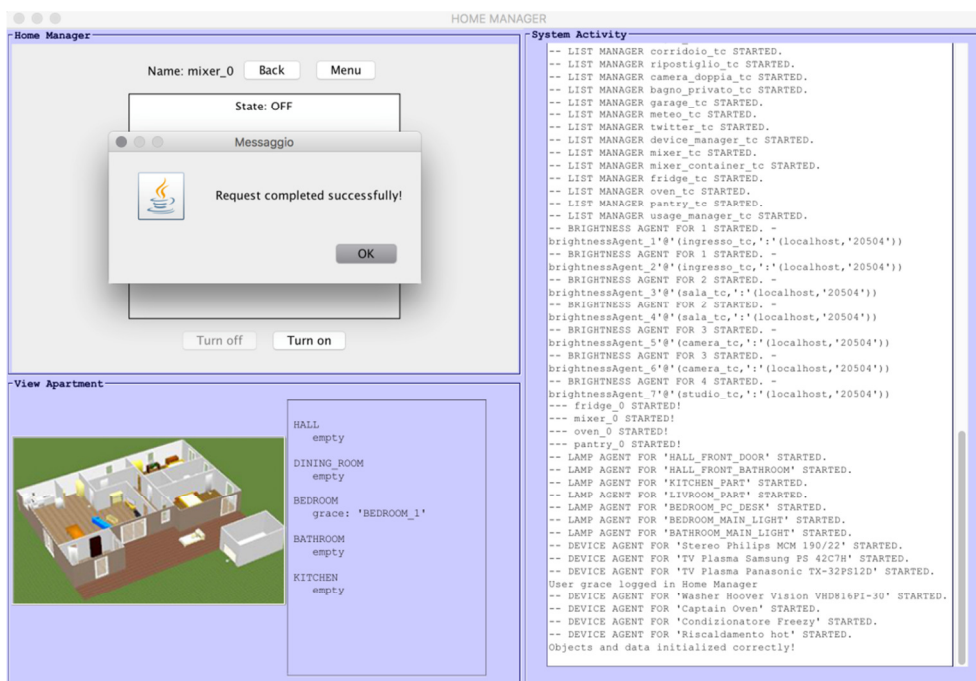 HOME MANAGER
Home Manager
Name: mixer_0 Back Menu
State: OFF
Messaggio
Request completed successfully!
OK
Turn off Turn on
View Apartment
HALL
empty
DINING_ROOM
empty
BEDROOM
grace: 'BEDROOM_1'
BATHROOM
empty
KITCHEN
empty
System Activity
-- LIST MANAGER corridoio_tc STARTED.
-- LIST MANAGER ripostiglio_tc STARTED.
-- LIST MANAGER camera_doppia_tc STARTED.
-- LIST MANAGER bagno_privato_tc STARTED.
-- LIST MANAGER garage_tc STARTED.
-- LIST MANAGER meteo_tc STARTED.
-- LIST MANAGER twitter_tc STARTED.
-- LIST MANAGER device_manager_tc STARTED.
-- LIST MANAGER mixer_tc STARTED.
-- LIST MANAGER mixer_container_tc STARTED.
-- LIST MANAGER fridge_tc STARTED.
-- LIST MANAGER oven_tc STARTED.
-- LIST MANAGER pantry_tc STARTED.
-- LIST MANAGER usage_manager_tc STARTED.
-- BRIGHTNESS AGENT FOR 1 STARTED. -
brightnessAgent_1'@'(ingresso_tc,':'(localhost,'20504'))
-- BRIGHTNESS AGENT FOR 1 STARTED. -
brightnessAgent_2'@'(ingresso_tc,':'(localhost,'20504'))
-- BRIGHTNESS AGENT FOR 2 STARTED. -
brightnessAgent_3'@'(sala_tc,':'(localhost,'20504'))
-- BRIGHTNESS AGENT FOR 2 STARTED. -
brightnessAgent_4'@'(sala_tc,':'(localhost,'20504'))
-- BRIGHTNESS AGENT FOR 3 STARTED. -
brightnessAgent_5'@'(camera_tc,':'(localhost,'20504'))
-- BRIGHTNESS AGENT FOR 3 STARTED. -
brightnessAgent_6'@'(camera_tc,':'(localhost,'20504'))
-- BRIGHTNESS AGENT FOR 4 STARTED. -
brightnessAgent_7'@'(studio_tc,':'(localhost,'20504'))
--- fridge_0 STARTED!
--- mixer_0 STARTED!
--- oven_0 STARTED!
--- pantry_0 STARTED!
-- LAMP AGENT FOR 'HALL_FRONT_DOOR' STARTED.
-- LAMP AGENT FOR 'HALL_FRONT_BATHROOM' STARTED.
-- LAMP AGENT FOR 'KITCHEN_PART' STARTED.
-- LAMP AGENT FOR 'LIVROOM_PART' STARTED.
-- LAMP AGENT FOR 'BEDROOM_PC_DESK' STARTED.
-- LAMP AGENT FOR 'BEDROOM_MAIN_LIGHT' STARTED.
-- LAMP AGENT FOR 'BATHROOM_MAIN_LIGHT' STARTED.
-- DEVICE AGENT FOR 'Stereo Philips MCM 190/22' STARTED.
-- DEVICE AGENT FOR 'TV Plasma Samsung PS 42C7H' STARTED.
-- DEVICE AGENT FOR 'TV Plasma Panasonic TX-32PS12D' STARTED.
User grace logged in Home Manager
-- DEVICE AGENT FOR 'Washer Hoover Vision VHD816PI-30' STARTED.
-- DEVICE AGENT FOR 'Captain Oven' STARTED.
-- DEVICE AGENT FOR 'Condizionatore Freezy' STARTED.
-- DEVICE AGENT FOR 'Riscaldamento hot' STARTED.
Objects and data initialized correctly!